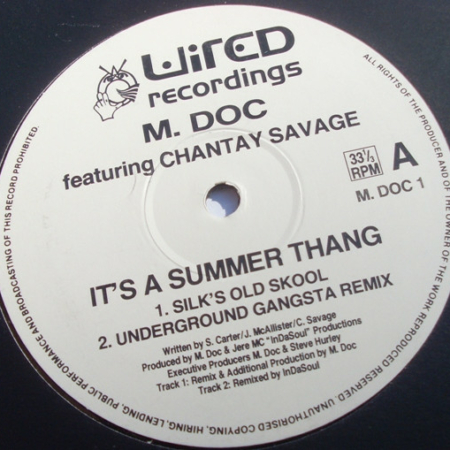 WIRED
recordings
M. DOC
featuring CHANTAY SAVAGE
33⅓
RPM
A
M. DOC 1
IT'S A SUMMER THANG
1. SILK'S OLD SKOOL
2. UNDERGROUND GANGSTA REMIX
Written by S. Carter/J. McAllister/C. Savage
Produced by M. Doc & Jere MC "InDaSoul" Productions
Executive Producers M. Doc & Steve Hurley
Track 1: Remix & Additional Production by M. Doc
Track 2: Remixed by InDaSoul
ALL RIGHTS OF THE PRODUCER AND OF THE OWNER OF THE WORK REPRODUCED RESERVED. UNAUTHORISED COPYING, HIRING, LENDING, PUBLIC PERFORMANCE AND BROADCASTING OF THIS RECORD PROHIBITED